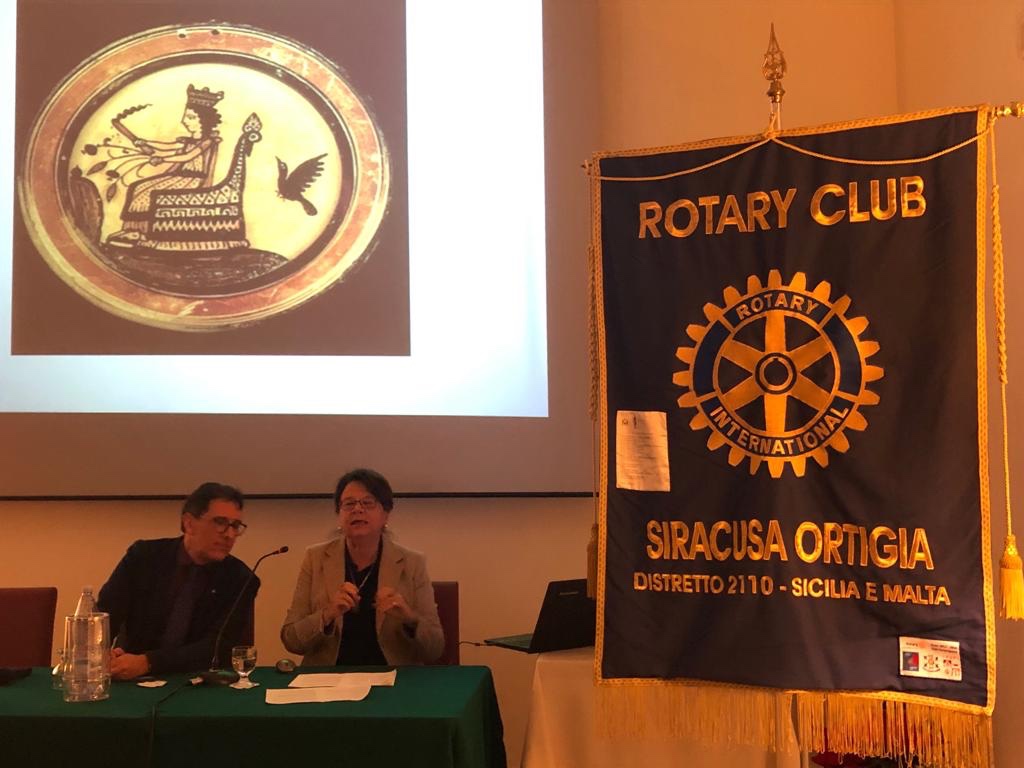 ROTARY CLUB
ROTARY
INTERNATIONAL
SIRACUSA ORTIGIA
DISTRETTO 2110 - SICILIA E MALTA